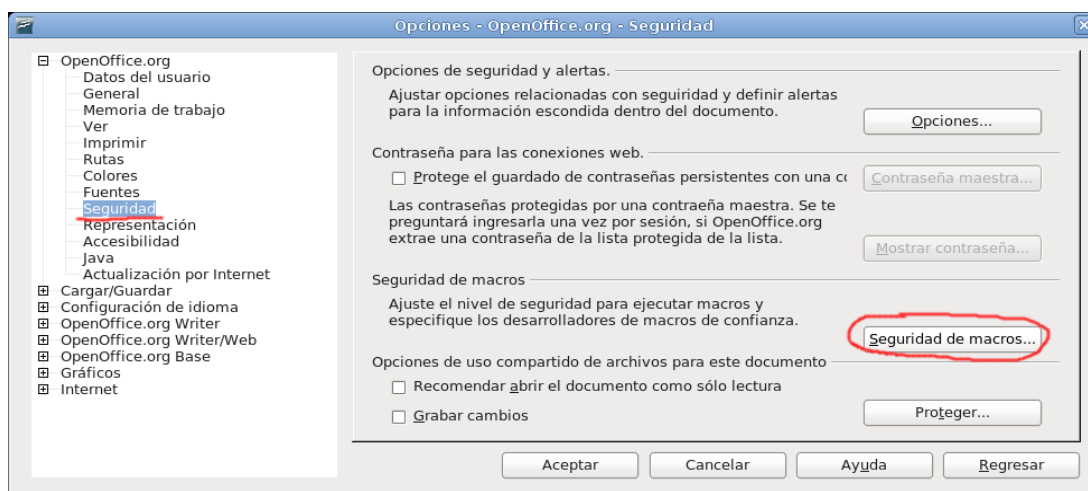 Opciones - OpenOffice.org - Seguridad
OpenOffice.org
Datos del usuario
General
Memoria de trabajo
Ver
Imprimir
Rutas
Colores
Fuentes
Seguridad
Representación
Accesibilidad
Java
Actualización por Internet
Cargar/Guardar
Configuración de idioma
OpenOffice.org Writer
OpenOffice.org Writer/Web
OpenOffice.org Base
Gráficos
Internet
Opciones de seguridad y alertas.
Ajustar opciones relacionadas con seguiridad y definir alertas
para la información escondida dentro del documento.
Opciones...
Contraseña para las conexiones web.
Protege el guardado de contraseñas persistentes con una co
Contraseña maestra...
Las contraseñas protegidas por una contraeña maestra. Se te
preguntará ingresarla una vez por sesión, si OpenOffice.org
extrae una contraseña de la lista protegida de la lista.
Mostrar contraseña...
Seguridad de macros
Ajuste el nivel de seguridad para ejecutar macros y
especifique los desarrolladores de macros de confianza.
Seguridad de macros...
Opciones de uso compartido de archivos para este documento
Recomendar abrir el documento como sólo lectura
Grabar cambios
Proteger...
Aceptar
Cancelar
Ayuda
Regresar